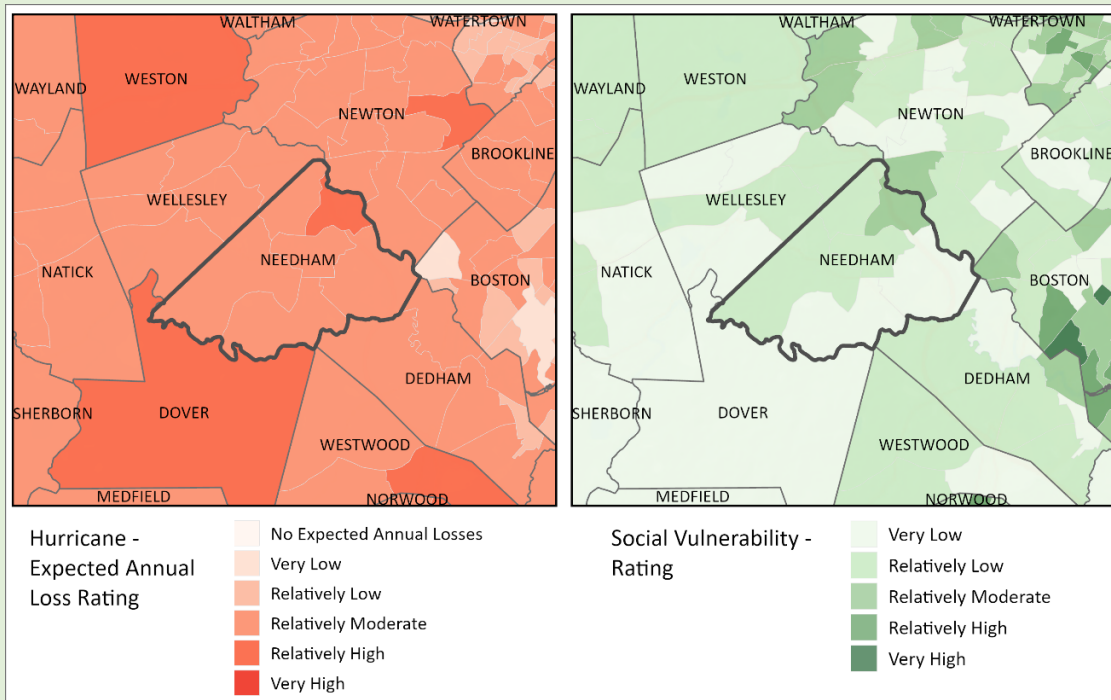 WALTHAM
WATERTOWN
WESTON
WAYLAND
NEWTON
BROOKLINE
WELLESLEY
NEEDHAM
NATICK
BOSTON
DEDHAM
SHERBORN
DOVER
WESTWOOD
MEDFIELD
NORWOOD
Hurricane -
Expected Annual
Loss Rating
No Expected Annual Losses
Very Low
Relatively Low
Relatively Moderate
Relatively High
Very High
WALTHAM
WATERTOWN
WESTON
WAYLAND
NEWTON
BROOKLINE
WELLESLEY
NEEDHAM
NATICK
BOSTON
DEDHAM
SHERBORN
DOVER
WESTWOOD
MEDFIELD
NORWOOD
Social Vulnerability -
Rating
Very Low
Relatively Low
Relatively Moderate
Relatively High
Very High